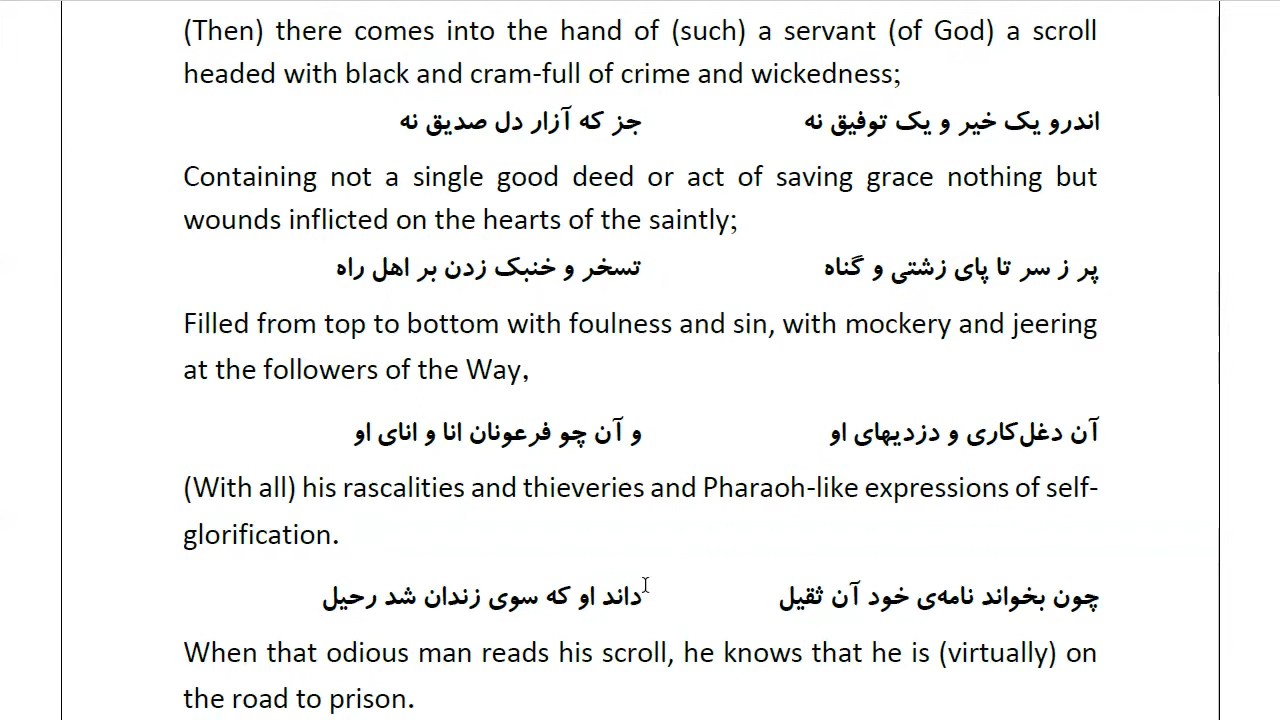 (Then) there comes into the hand of (such) a servant (of God) a scroll
headed with black and cram-full of crime and wickedness;
اندرو یک خیر و یک توفیق نه جز که آزار دل صدیق نه
Containing not a single good deed or act of saving grace nothing but
wounds inflicted on the hearts of the saintly;
پر ز سر تا پای زشتی و گناه تسخر و خنبک زدن بر اهل راه
Filled from top to bottom with foulness and sin, with mockery and jeering
at the followers of the Way,
آن دغل‌کاری و دزدیهای او و آن چو فرعونان انا و انای او
(With all) his rascalities and thieveries and Pharaoh-like expressions of self-
glorification.
چون بخواند نامه‌ی خود آن ثقیل داند او که سوی زندان شد رحیل
When that odious man reads his scroll, he knows that he is (virtually) on
the road to prison.